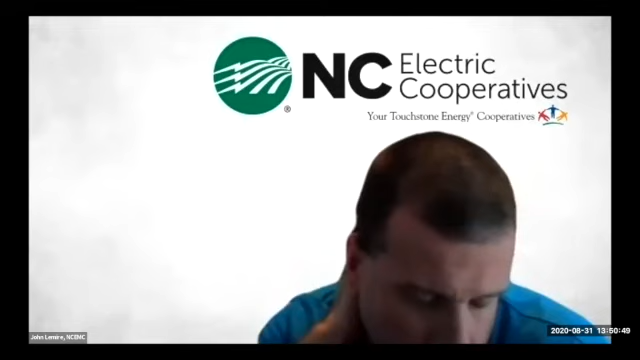 NC Electric
Cooperatives
®
Your Touchstone Energy® Cooperatives
John Lemire, NCEMC
2020-08-31 13:50:49